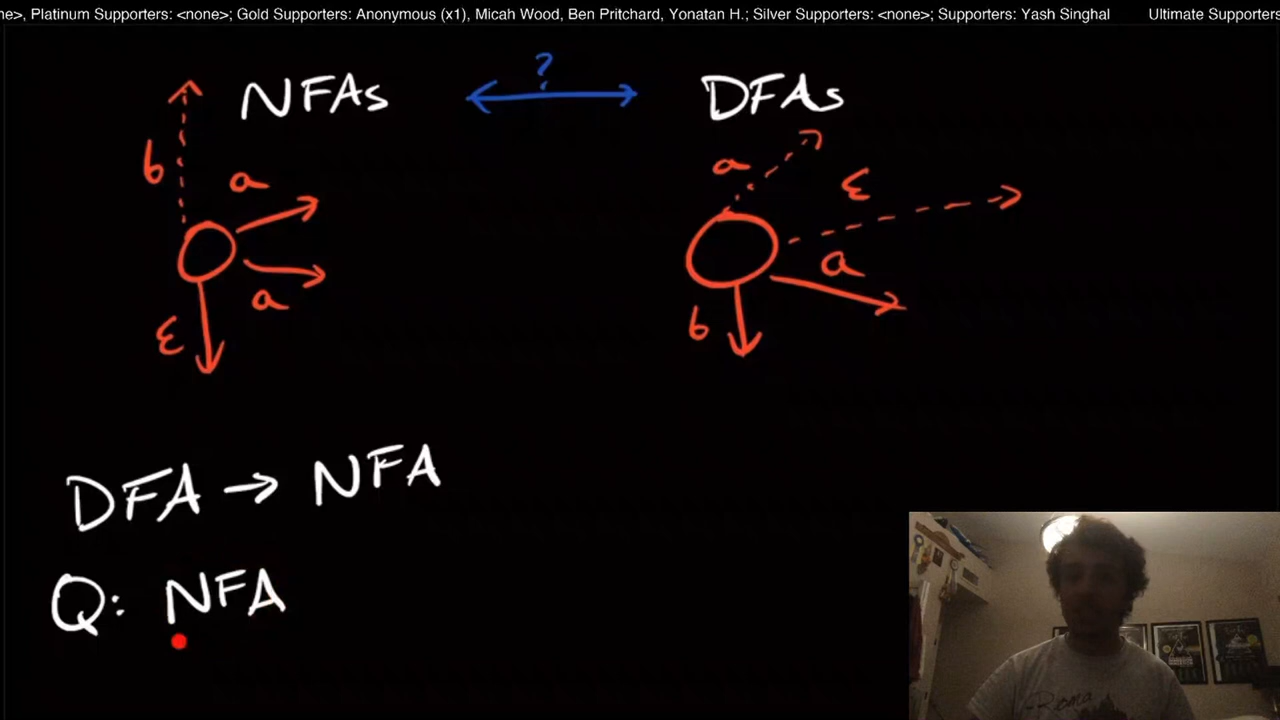 ne>, Platinum Supporters: <none>; Gold Supporters: Anonymous (x1), Micah Wood, Ben Pritchard, Yonatan H.; Silver Supporters: <none>; Supporters: Yash Singhal Ultimate Supporters:
NFAs ? DFAs
b a a ε
a a
ε b
DFA → NFA
Q: NFA
Roma